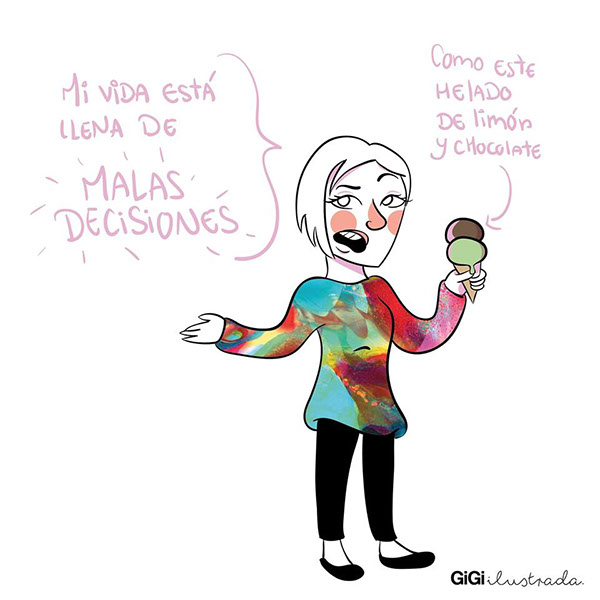 Mi vida está
llena de
MALAS
DECISIONES
Como este
helado
de limón
y chocolate
GiGi ilustrada.